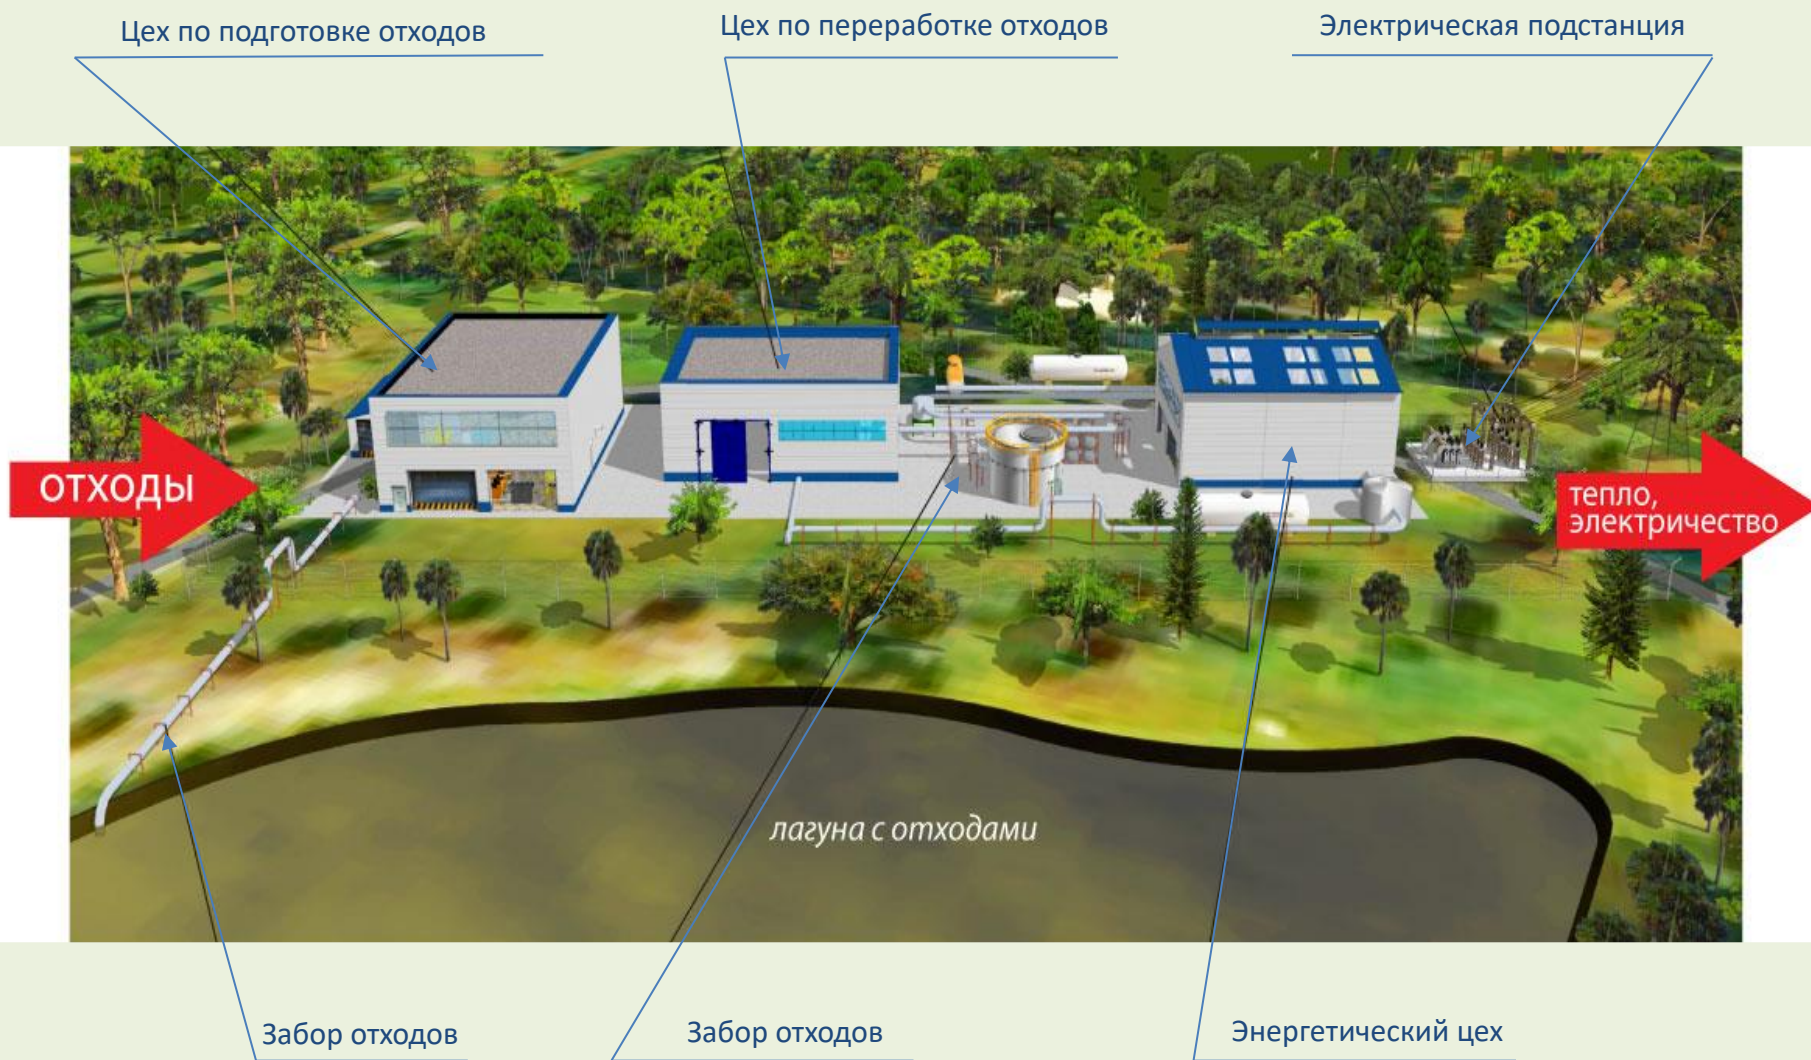 Цех по подготовке отходов
Цех по переработке отходов
Электрическая подстанция
ОТХОДЫ
тепло,
электричество
лагуна с отходами
Забор отходов
Забор отходов
Энергетический цех